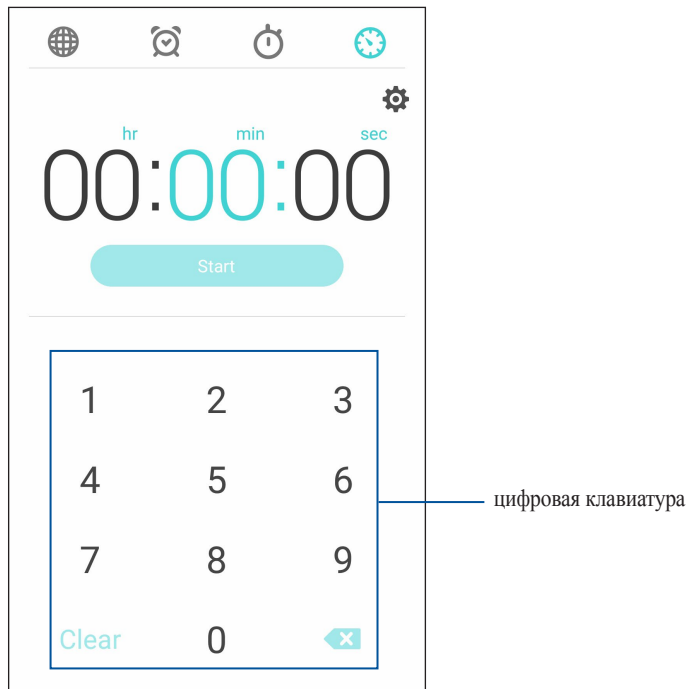 hr min sec
00:00:00
Start
1 2 3
4 5 6
цифровая клавиатура
7 8 9
Clear 0